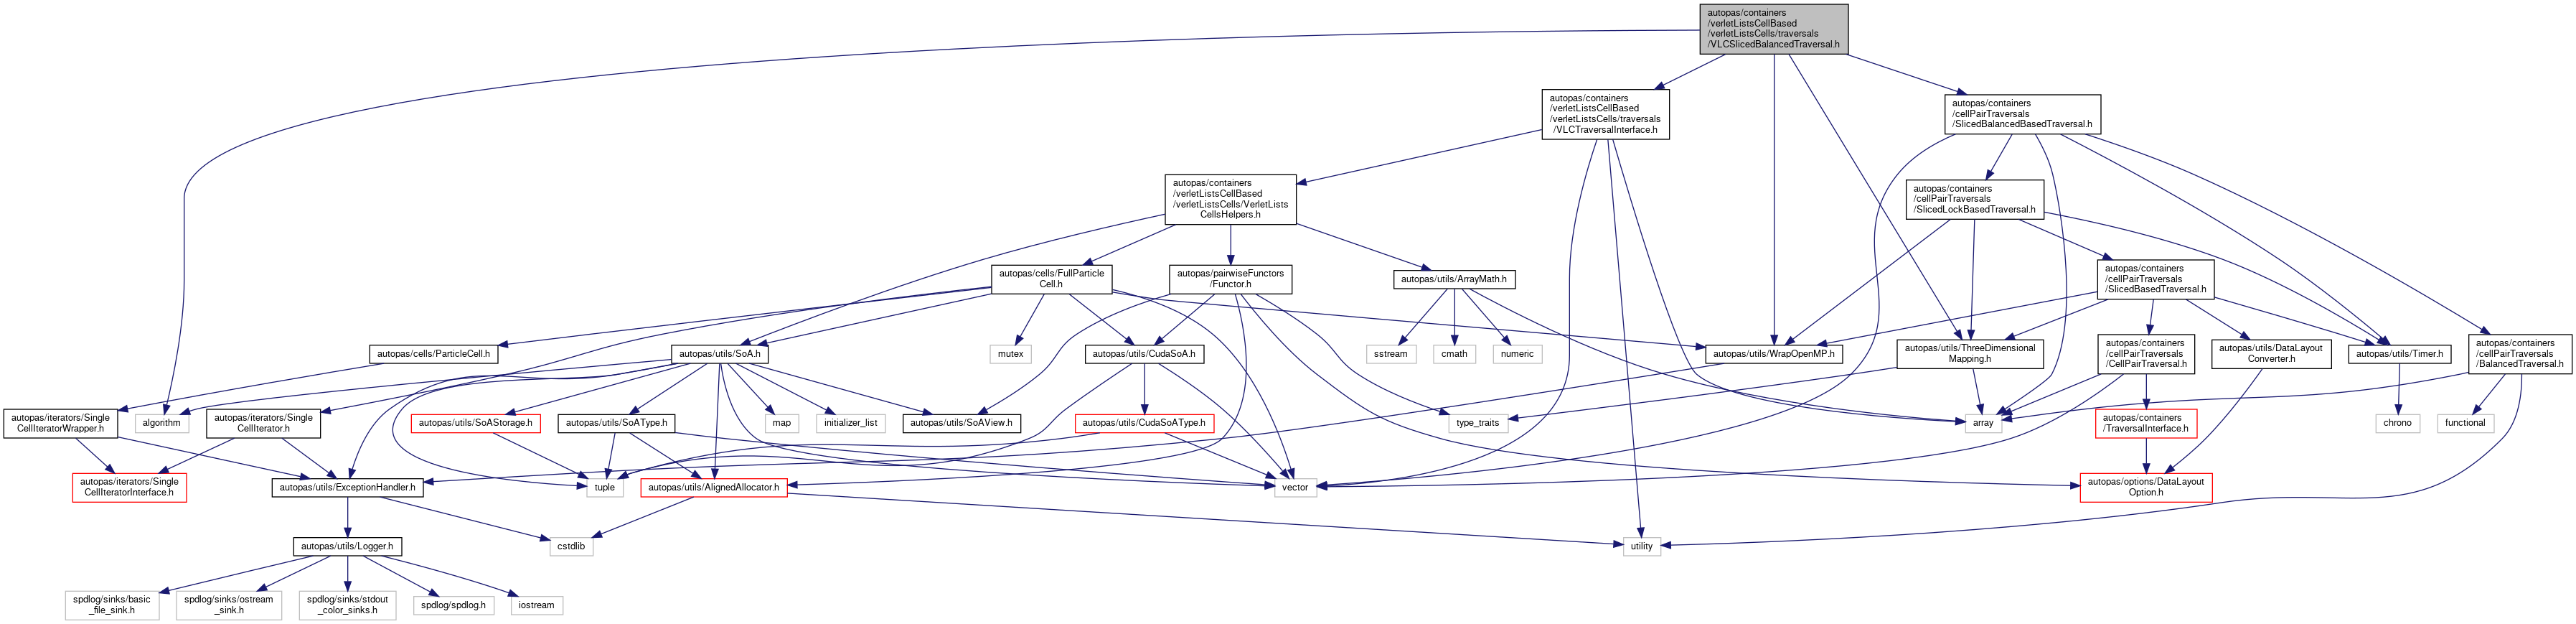 autopas/containers
/verletListsCellBased
/verletListsCells/traversals
/VLCSlicedBalancedTraversal.h
autopas/containers
/verletListsCellBased
/verletListsCells/traversals
/VLCTraversalInterface.h
autopas/containers
/cellPairTraversals
/SlicedBalancedBasedTraversal.h
autopas/containers
/verletListsCellBased
/verletListsCells/VerletLists
CellsHelpers.h
autopas/containers
/cellPairTraversals
/SlicedLockBasedTraversal.h
autopas/cells/FullParticle
Cell.h
autopas/pairwiseFunctors
/Functor.h
autopas/utils/ArrayMath.h
autopas/containers
/cellPairTraversals
/SlicedBasedTraversal.h
autopas/cells/ParticleCell.h
autopas/utils/SoA.h
mutex
autopas/utils/CudaSoA.h
sstream
cmath
numeric
autopas/utils/WrapOpenMP.h
autopas/utils/ThreeDimensional
Mapping.h
autopas/containers
/cellPairTraversals
/CellPairTraversal.h
autopas/utils/DataLayout
Converter.h
autopas/utils/Timer.h
autopas/containers
/cellPairTraversals
/BalancedTraversal.h
autopas/iterators/Single
CellIteratorWrapper.h
algorithm
autopas/iterators/Single
CellIterator.h
autopas/utils/SoAStorage.h
autopas/utils/SoAType.h
map
initializer_list
autopas/utils/SoAView.h
autopas/utils/CudaSoAType.h
type_traits
array
autopas/containers
/TraversalInterface.h
chrono
functional
autopas/iterators/Single
CellIteratorInterface.h
autopas/utils/ExceptionHandler.h
tuple
autopas/utils/AlignedAllocator.h
vector
autopas/options/DataLayout
Option.h
autopas/utils/Logger.h
cstdlib
utility
spdlog/sinks/basic
_file_sink.h
spdlog/sinks/ostream
_sink.h
spdlog/sinks/stdout
_color_sinks.h
spdlog/spdlog.h
iostream